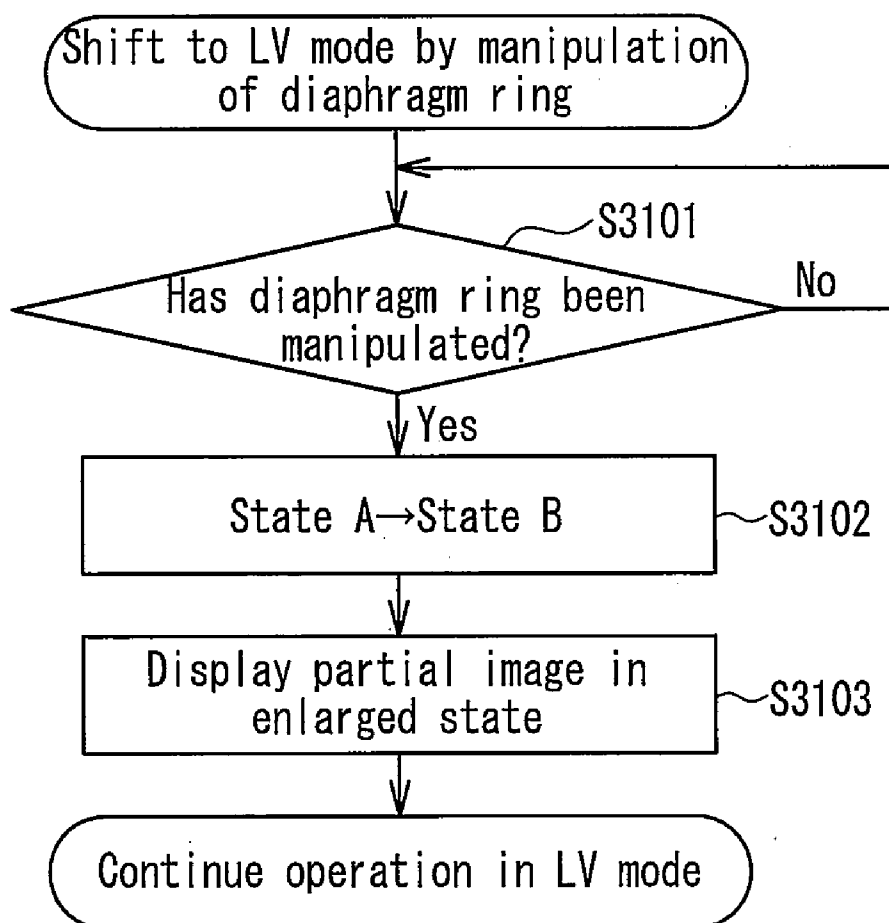 Shift to LV mode by manipulation
of diaphragm ring
S3101
Has diaphragm ring been
manipulated?
No
Yes
State A→State B
S3102
Display partial image in
enlarged state
S3103
Continue operation in LV mode